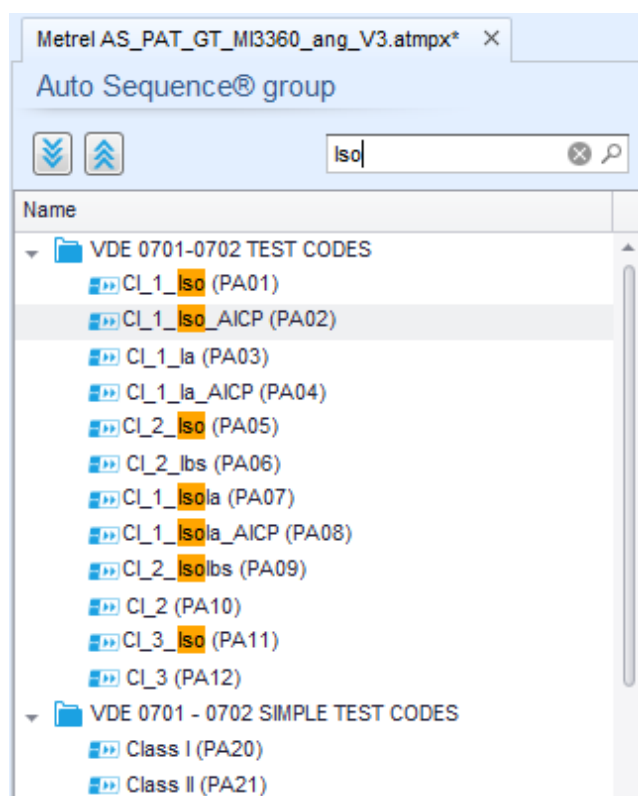 Metrel AS_PAT_GT_MI3360_ang_V3.atmpx*
Auto Sequence® group
Iso
Name
VDE 0701-0702 TEST CODES
Cl_1_Iso (PA01)
Cl_1_Iso_AICP (PA02)
Cl_1_Ia (PA03)
Cl_1_Ia_AICP (PA04)
Cl_2_Iso (PA05)
Cl_2_Ibs (PA06)
Cl_1_IsoIa (PA07)
Cl_1_IsoIa_AICP (PA08)
Cl_2_IsoIbs (PA09)
Cl_2 (PA10)
Cl_3_Iso (PA11)
Cl_3 (PA12)
VDE 0701 - 0702 SIMPLE TEST CODES
Class I (PA20)
Class II (PA21)